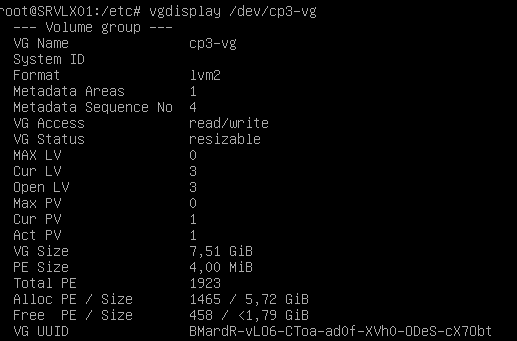 root@SRVLX01:/etc# vgdisplay /dev/cp3-vg
--- Volume group ---
VG Name cp3-vg
System ID
Format lvm2
Metadata Areas 1
Metadata Sequence No 4
VG Access read/write
VG Status resizable
MAX LV 0
Cur LV 3
Open LV 3
Max PV 0
Cur PV 1
Act PV 1
VG Size 7,51 GiB
PE Size 4,00 MiB
Total PE 1923
Alloc PE / Size 1465 / 5,72 GiB
Free PE / Size 458 / <1,79 GiB
VG UUID BMardR-vLO6-CToa-ad0f-XVh0-ODeS-cX7Obt